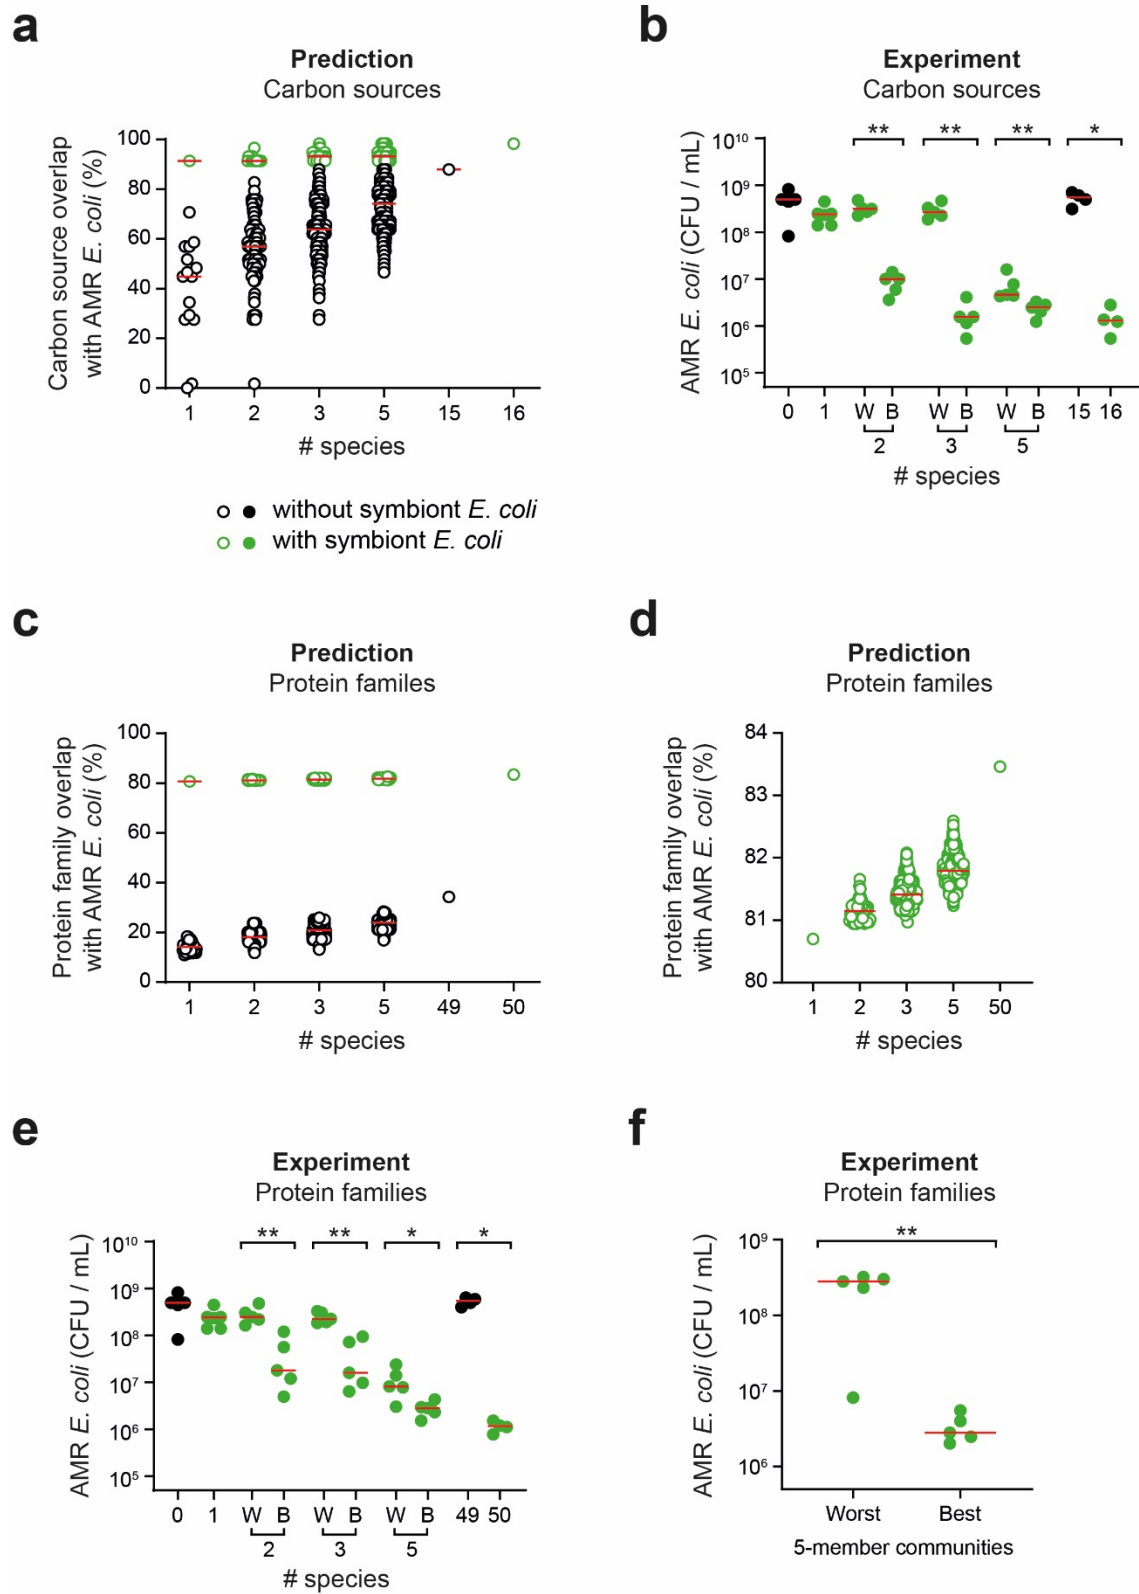 a
Prediction
Carbon sources
Carbon source overlap
with AMR E. coli (%)
100
80
60
40
20
0
1 2 3 5 15 16
# species
b
Experiment
Carbon sources
AMR E. coli (CFU / mL)
** ** ** *
10¹⁰
10⁹
10⁸
10⁷
10⁶
10⁵
0 1 W B W B W B 15 16
2 3 5
# species
without symbiont E. coli
with symbiont E. coli
c
Prediction
Protein familes
Protein family overlap
with AMR E. coli (%)
100
80
60
40
20
0
1 2 3 5 49 50
# species
d
Prediction
Protein familes
Protein family overlap
with AMR E. coli (%)
84
83
82
81
80
1 2 3 5 50
# species
e
Experiment
Protein families
AMR E. coli (CFU / mL)
** ** * *
10¹⁰
10⁹
10⁸
10⁷
10⁶
10⁵
0 1 W B W B W B 49 50
2 3 5
# species
f
Experiment
Protein families
AMR E. coli (CFU / mL)
**
10⁹
10⁸
10⁷
10⁶
Worst Best
5-member communities